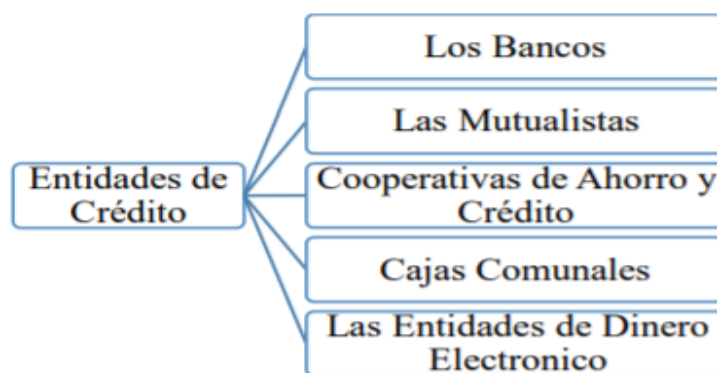 Los Bancos
Las Mutualistas
Entidades de
Crédito
Cooperativas de Ahorro y
Crédito
Cajas Comunales
Las Entidades de Dinero
Electronico